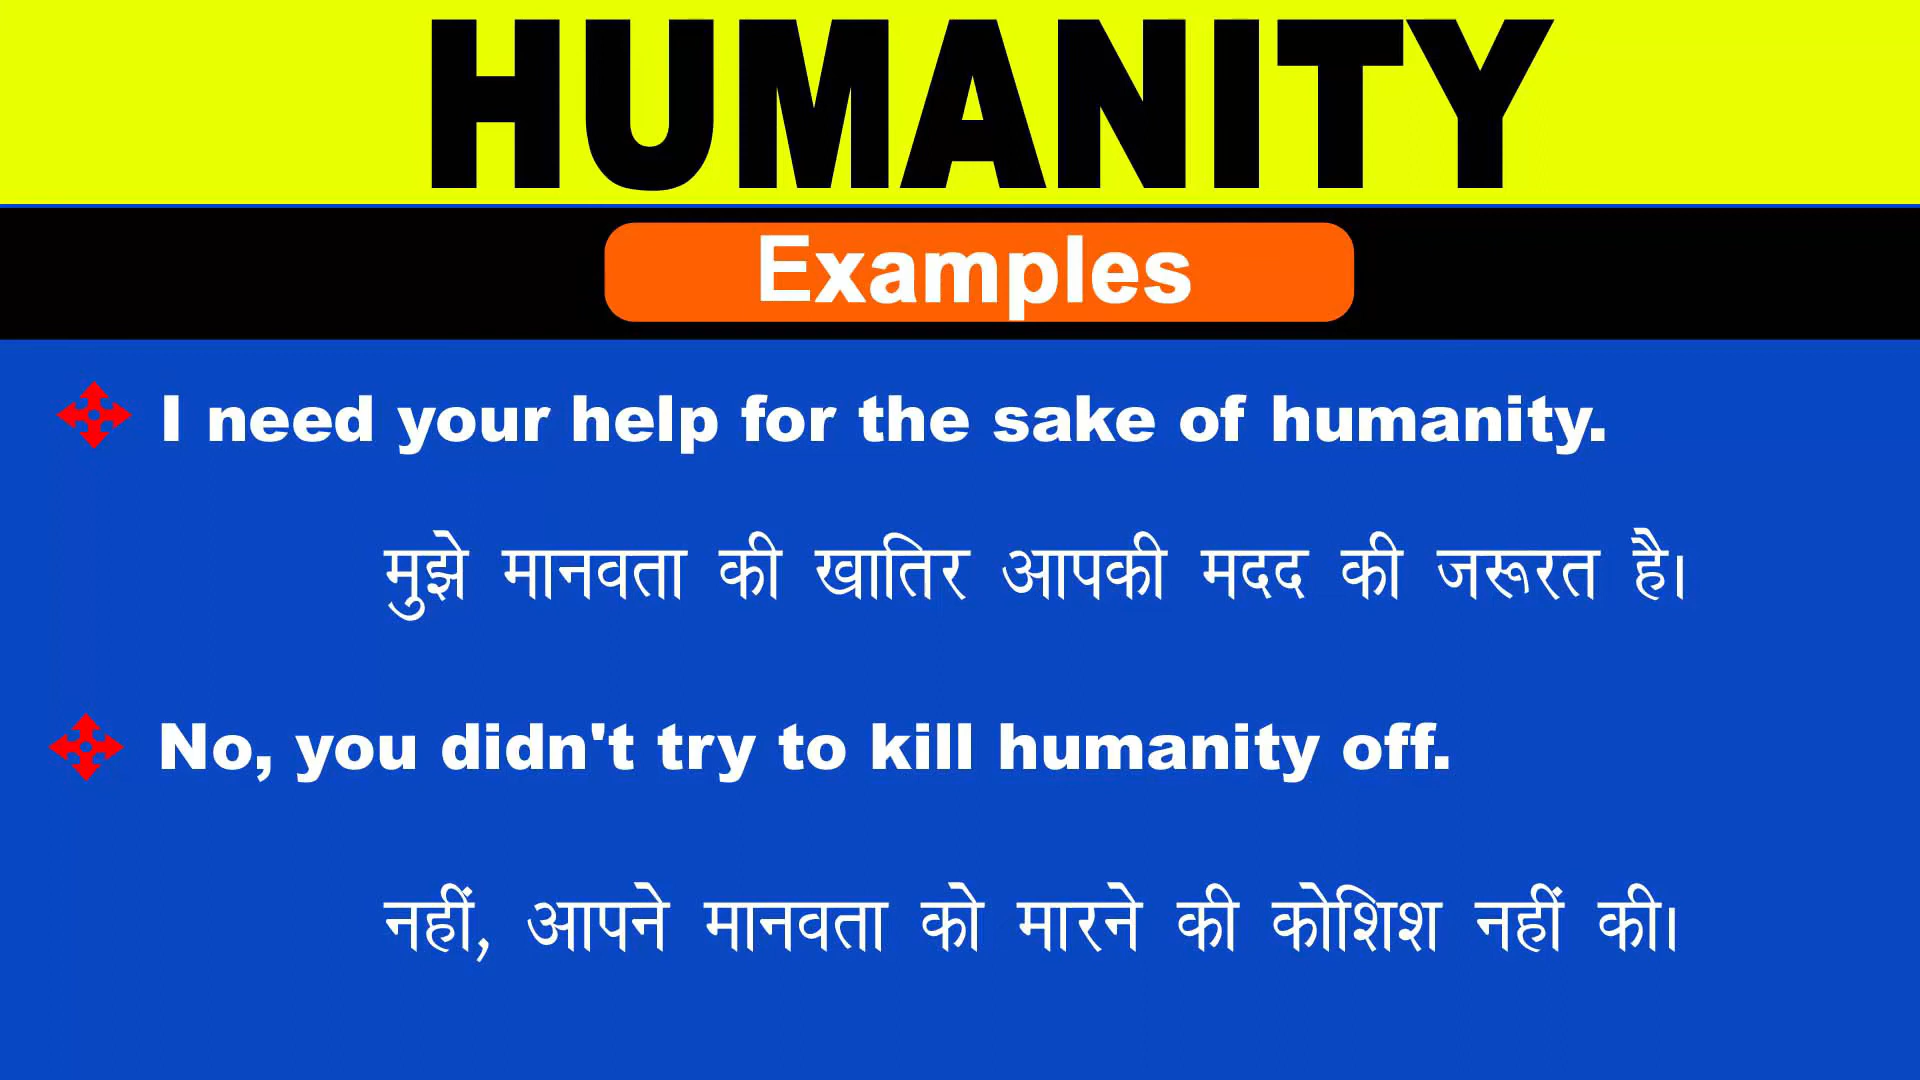 HUMANITY
Examples
I need your help for the sake of humanity.
मुझे मानवता की खातिर आपकी मदद की जरूरत है।
No, you didn't try to kill humanity off.
नहीं, आपने मानवता को मारने की कोशिश नहीं की।